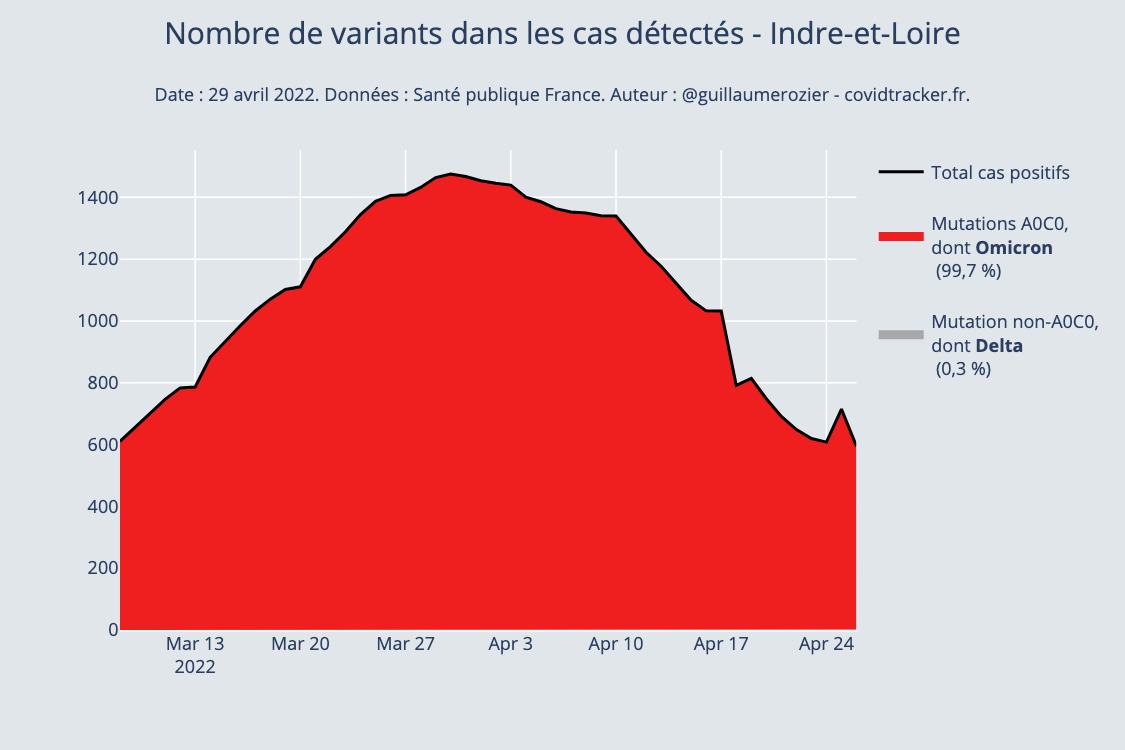 Nombre de variants dans les cas détectés - Indre-et-Loire
Date : 29 avril 2022. Données : Santé publique France. Auteur : @guillaumerozier - covidtracker.fr.
Total cas positifs
Mutations A0C0,
dont Omicron
(99,7 %)
Mutation non-A0C0,
dont Delta
(0,3 %)
1400
1200
1000
800
600
400
200
0
Mar 13
2022
Mar 20
Mar 27
Apr 3
Apr 10
Apr 17
Apr 24